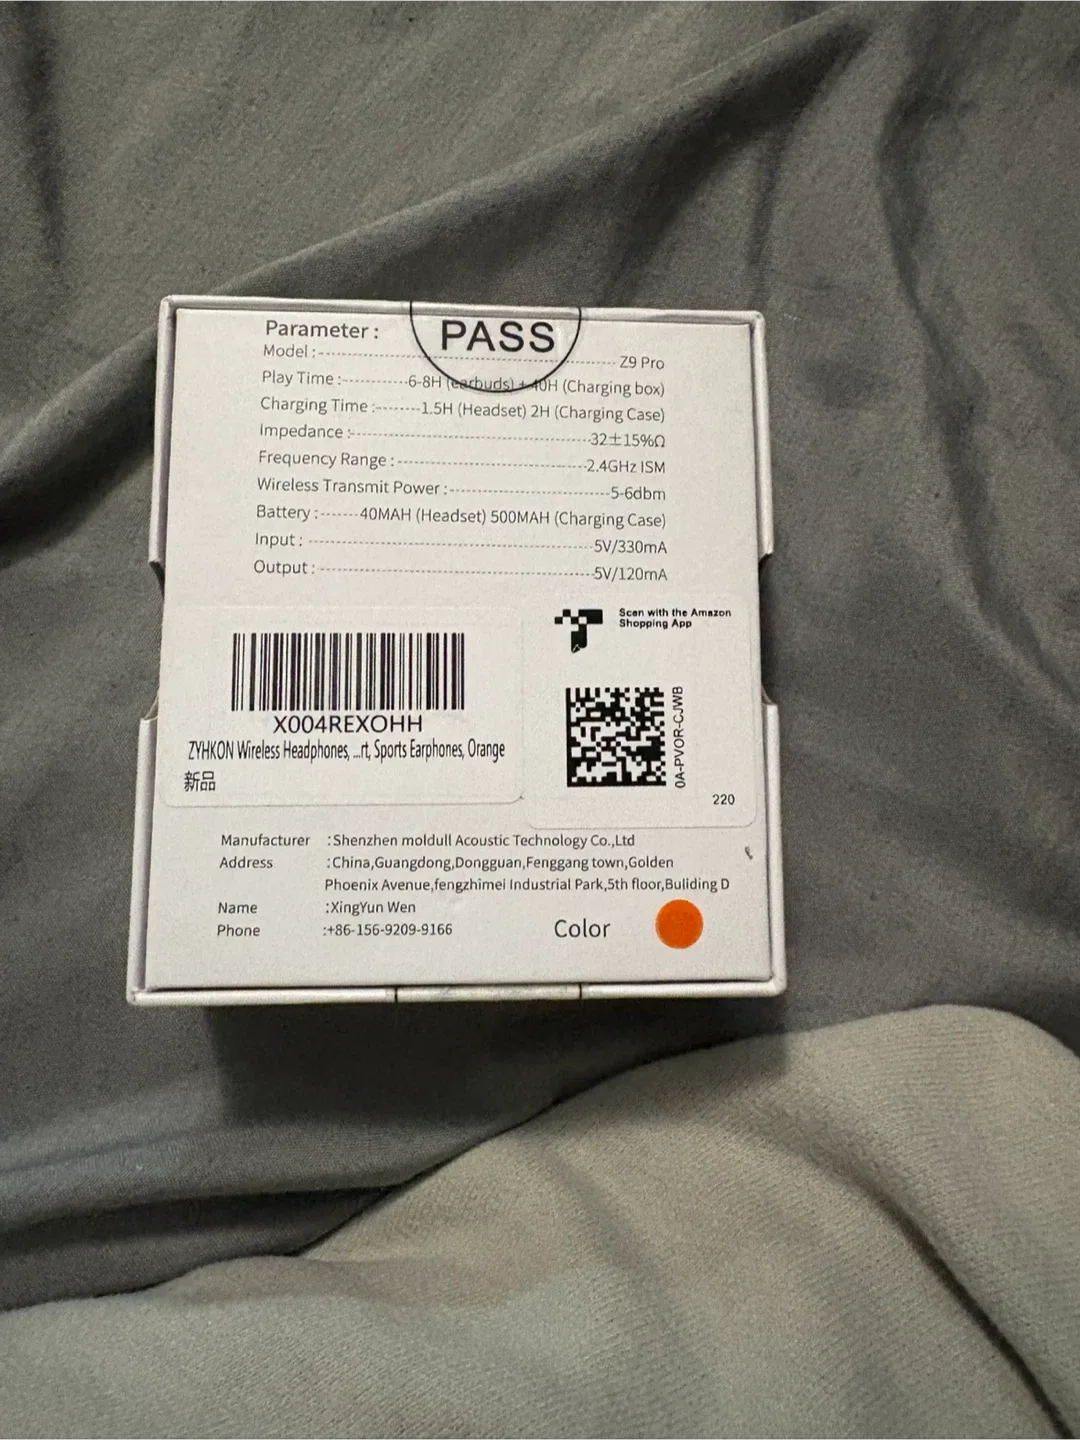 PASS
Parameter :
Model : Z9 Pro
Play Time : 6-8H (earbuds) + 40H (Charging box)
Charging Time : 1.5H (Headset) 2H (Charging Case)
Impedance : 32±15%Ω
Frequency Range : 2.4GHz ISM
Wireless Transmit Power : 5-6dbm
Battery : 40MAH (Headset) 500MAH (Charging Case)
Input : 5V/330mA
Output : 5V/120mA
Scan with the Amazon
Shopping App
X004REXOHH
ZYHKON Wireless Headphones, ...rt, Sports Earphones, Orange
新品
0A-PVOR-CJWB
220
Manufacturer :Shenzhen moldull Acoustic Technology Co.,Ltd
Address :China,Guangdong,Dongguan,Fenggang town,Golden
Phoenix Avenue,fengzhimei Industrial Park,5th floor,Buliding D
Name :XingYun Wen
Phone :+86-156-9209-9166
Color